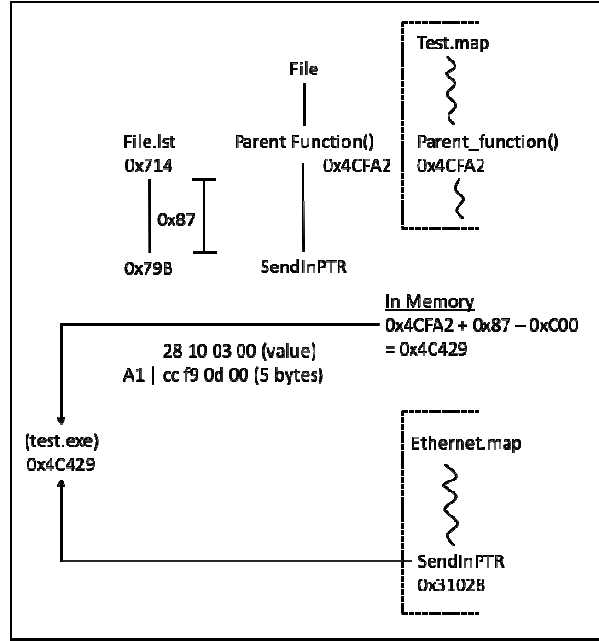 Test.map
File
File.lst
0x714
Parent Function()
0x4CFA2
Parent_function()
0x4CFA2
0x87
0x79B
SendInPTR
In Memory
0x4CFA2 + 0x87 – 0xC00
= 0x4C429
28 10 03 00 (value)
A1 | cc f9 0d 00 (5 bytes)
(test.exe)
0x4C429
Ethernet.map
SendInPTR
0x3102B